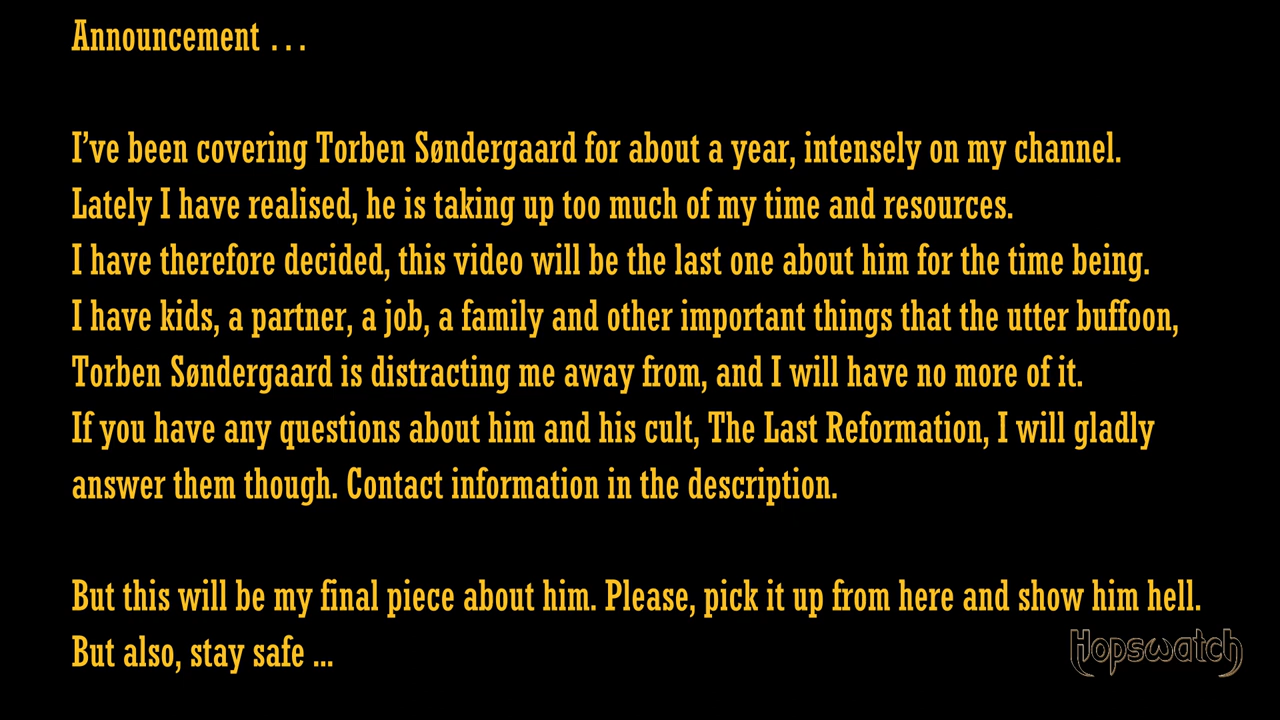 Announcement …
I’ve been covering Torben Søndergaard for about a year, intensely on my channel.
Lately I have realised, he is taking up too much of my time and resources.
I have therefore decided, this video will be the last one about him for the time being.
I have kids, a partner, a job, a family and other important things that the utter buffoon,
Torben Søndergaard is distracting me away from, and I will have no more of it.
If you have any questions about him and his cult, The Last Reformation, I will gladly
answer them though. Contact information in the description.
But this will be my final piece about him. Please, pick it up from here and show him hell.
But also, stay safe ...
Hopswatch